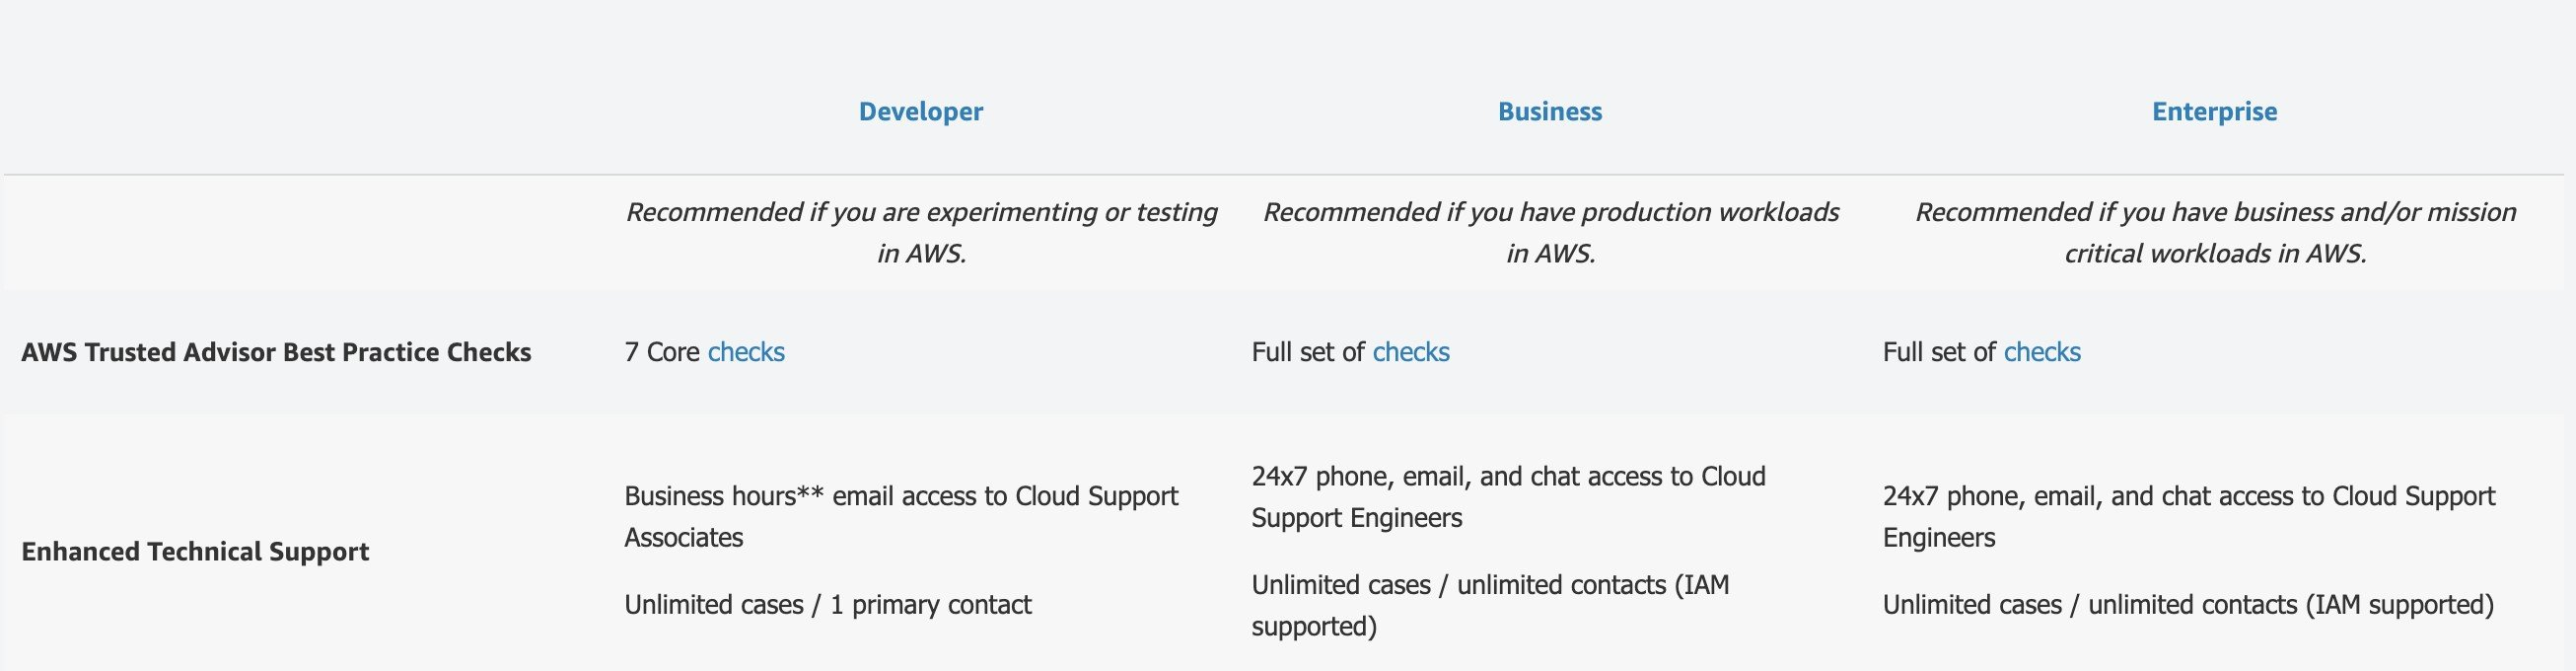 Developer
Business
Enterprise
Recommended if you are experimenting or testing
in AWS.
Recommended if you have production workloads
in AWS.
Recommended if you have business and/or mission
critical workloads in AWS.
AWS Trusted Advisor Best Practice Checks
7 Core checks
Full set of checks
Full set of checks
Enhanced Technical Support
Business hours** email access to Cloud Support
Associates
Unlimited cases / 1 primary contact
24x7 phone, email, and chat access to Cloud
Support Engineers
Unlimited cases / unlimited contacts (IAM
supported)
24x7 phone, email, and chat access to Cloud Support
Engineers
Unlimited cases / unlimited contacts (IAM supported)